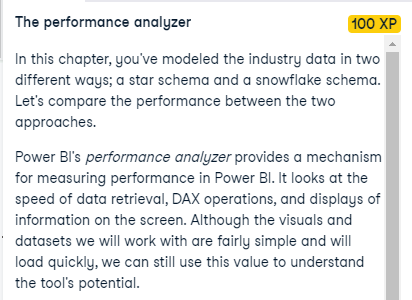 The performance analyzer
100 XP
In this chapter, you've modeled the industry data in two
different ways; a star schema and a snowflake schema.
Let's compare the performance between the two
approaches.
Power BI's performance analyzer provides a mechanism
for measuring performance in Power BI. It looks at the
speed of data retrieval, DAX operations, and displays of
information on the screen. Although the visuals and
datasets we will work with are fairly simple and will
load quickly, we can still use this value to understand
the tool's potential.